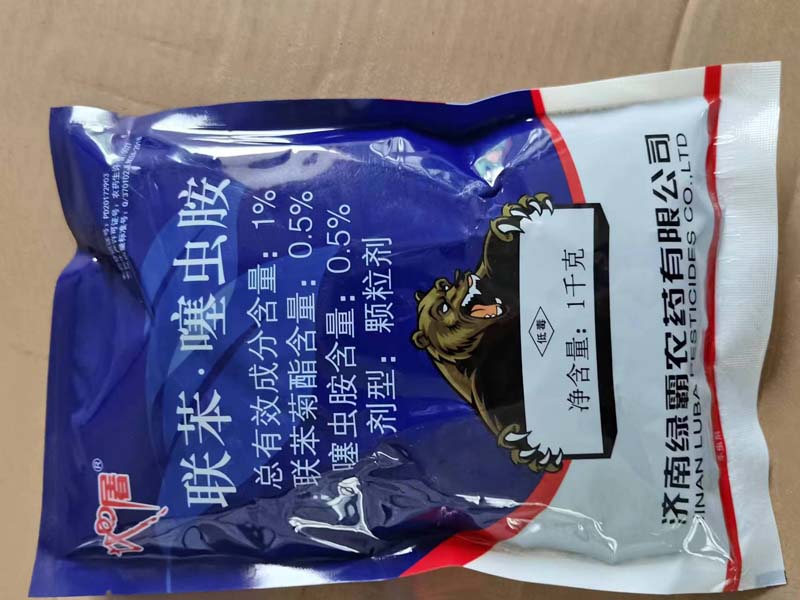 PD20172903
联苯·噻虫胺
总有效成分含量：1%
联苯菊酯含量：0.5%
噻虫胺含量：0.5%
剂型：颗粒剂
低毒
净含量：1千克
济南绿霸农药有限公司
JINAN LUBA PESTICIDES CO.,LTD